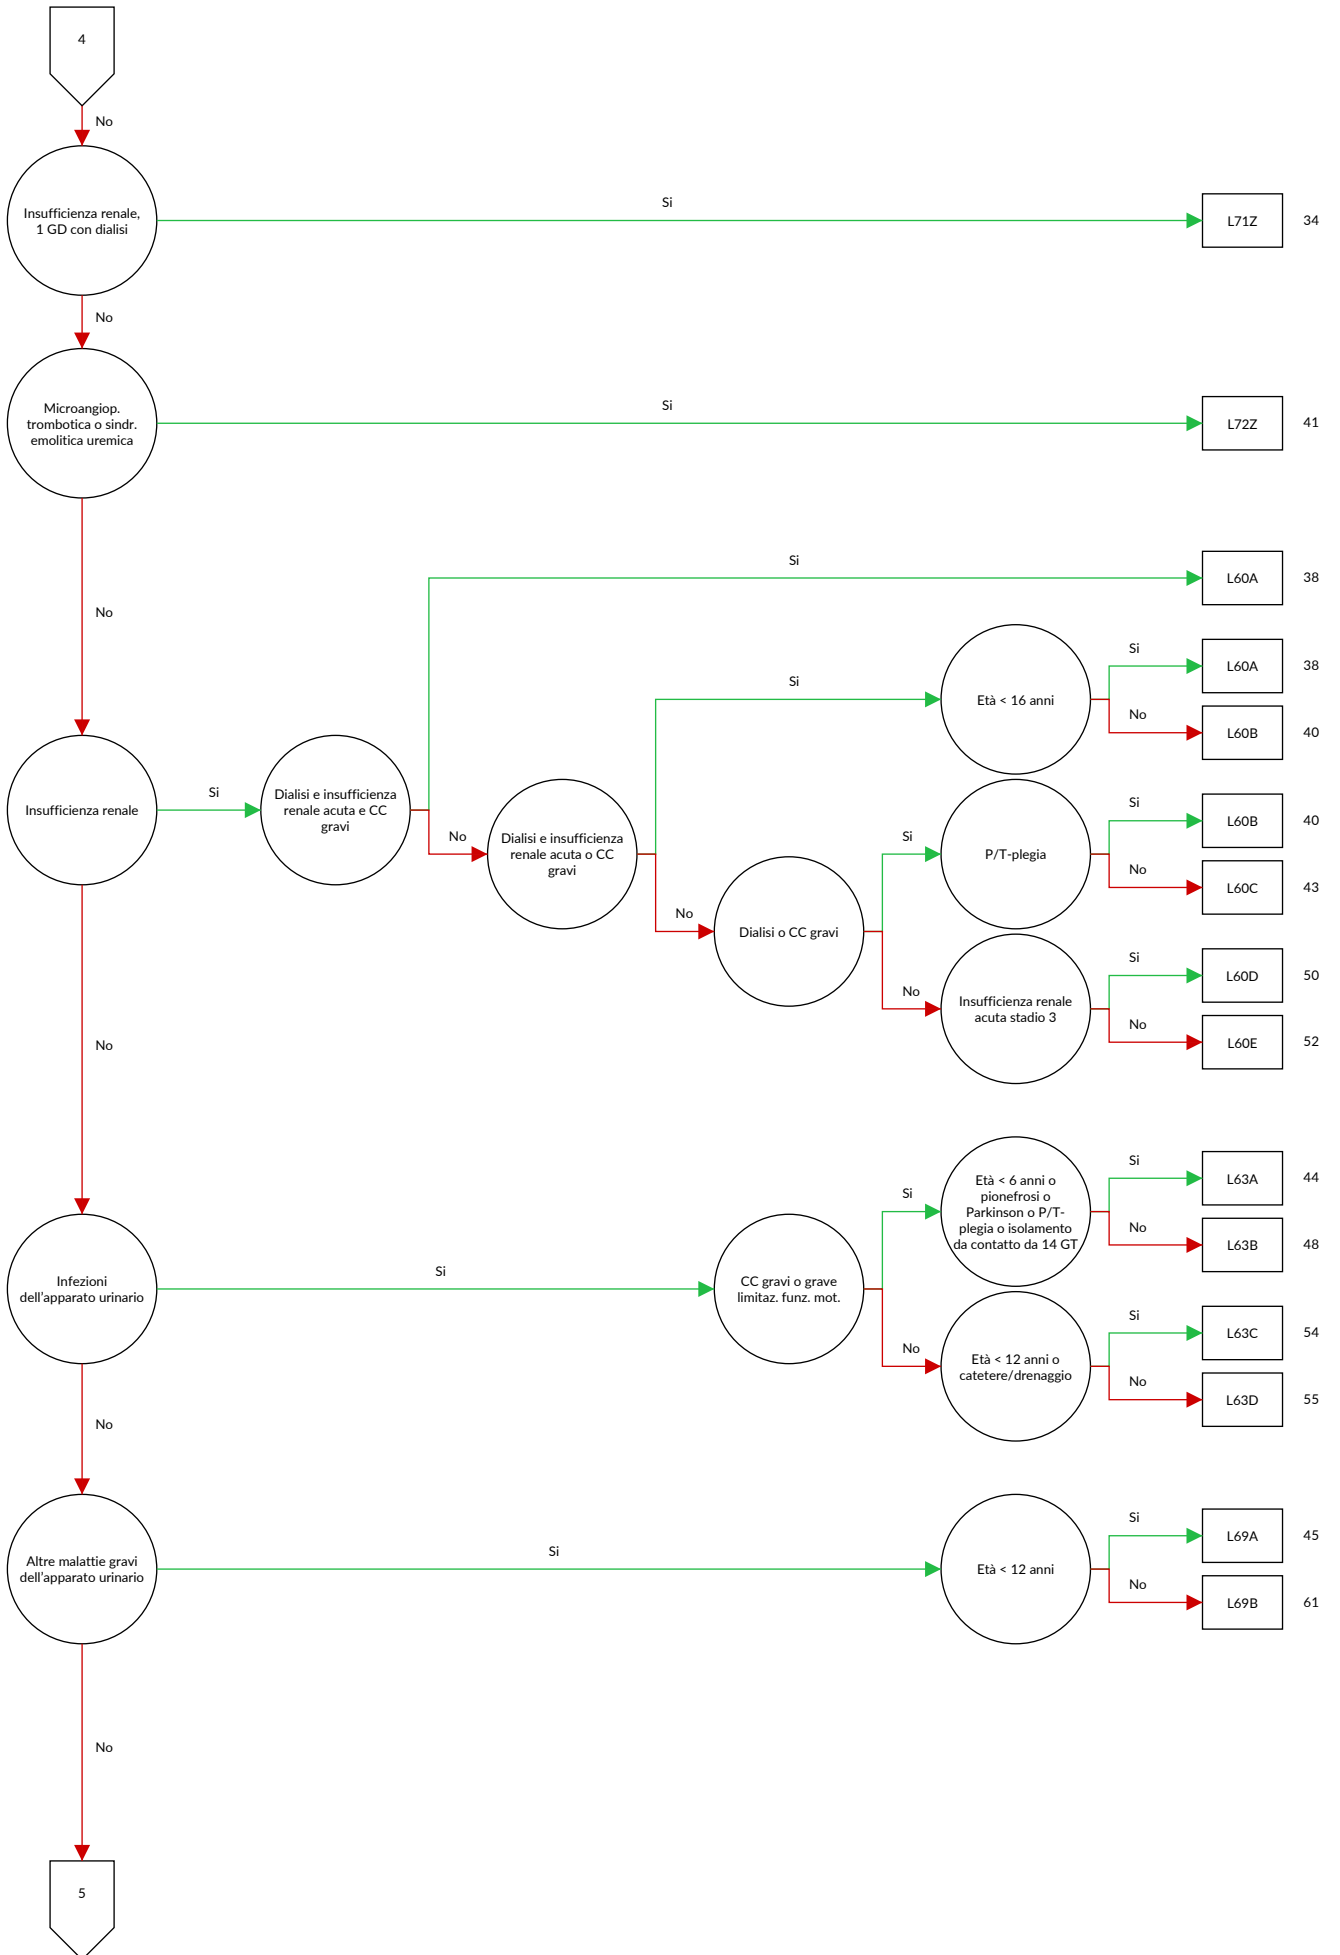 4
No
Insufficienza renale,
1 GD con dialisi
Si
L71Z
34
No
Microangiop.
trombotica o sindr.
emolitica uremica
Si
L72Z
41
No
Si
L60A
38
Si
Età < 16 anni
Si
L60A
38
No
L60B
40
Insufficienza renale
Si
Dialisi e insufficienza
renale acuta e CC
gravi
No
Dialisi e insufficienza
renale acuta o CC
gravi
No
Dialisi o CC gravi
Si
P/T-plegia
Si
L60B
40
No
L60C
43
No
Insufficienza renale
acuta stadio 3
Si
L60D
50
No
L60E
52
No
Infezioni
dell'apparato urinario
Si
CC gravi o grave
limitaz. funz. mot.
Si
Età < 6 anni o
pionefrosi o
Parkinson o P/T-
plegia o isolamento
da contatto da 14 GT
Si
L63A
44
No
L63B
48
No
Età < 12 anni o
catetere/drenaggio
Si
L63C
54
No
L63D
55
No
Altre malattie gravi
dell'apparato urinario
Si
Età < 12 anni
Si
L69A
45
No
L69B
61
No
5